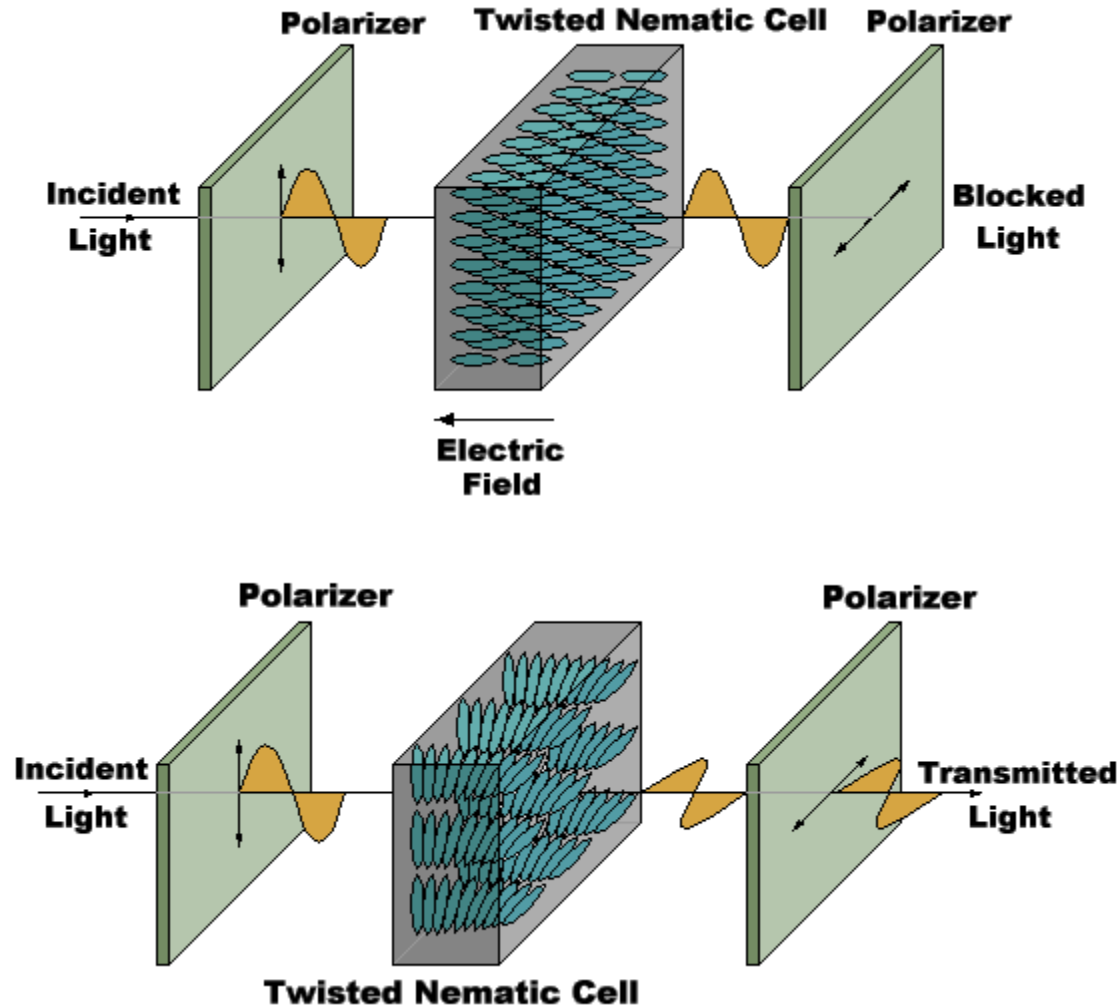 Polarizer
Twisted Nematic Cell
Polarizer
Incident
Light
Blocked
Light
Electric
Field
Polarizer
Polarizer
Incident
Light
Transmitted
Light
Twisted Nematic Cell